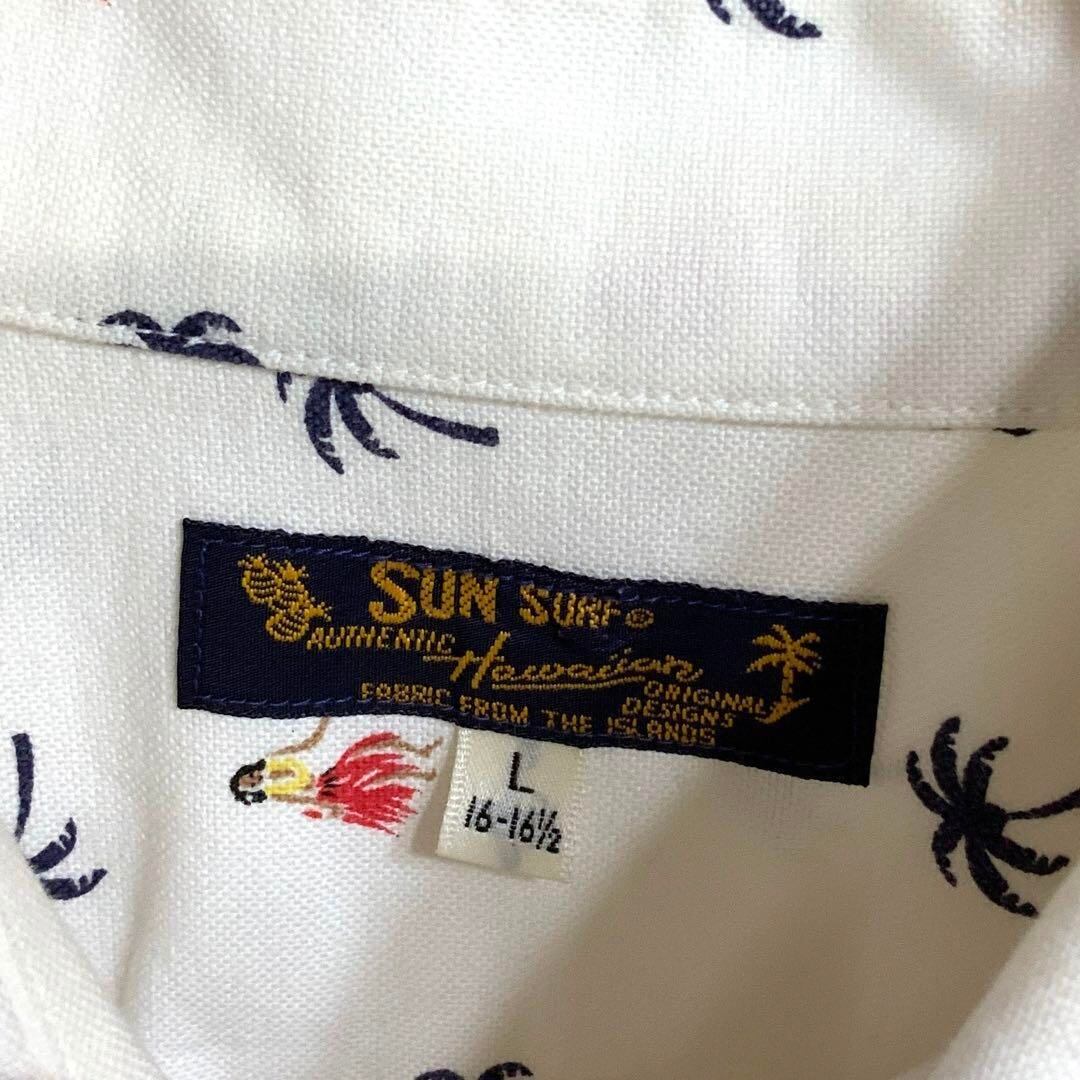 SUN SURF®
AUTHENTIC Hawaiian ORIGINAL DESIGNS
FABRIC FROM THE ISLANDS
L
16-16½